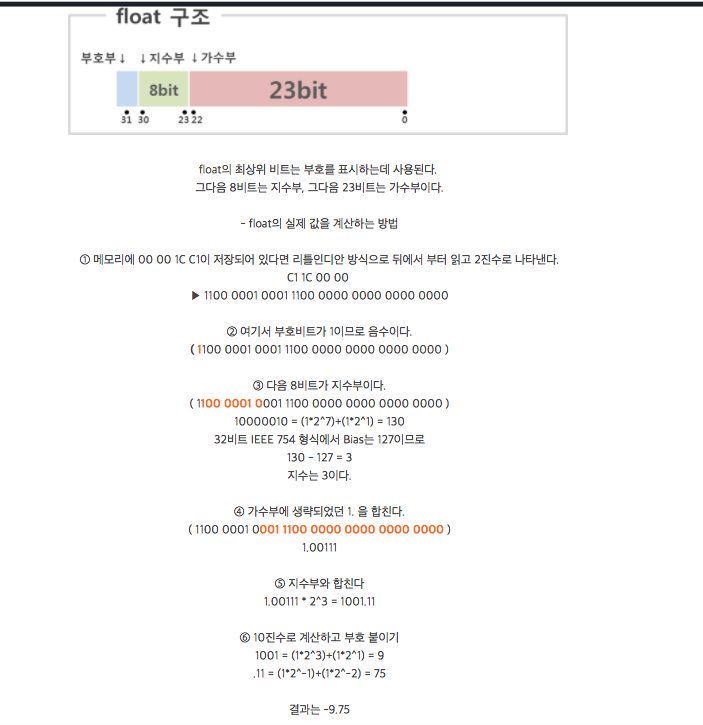 float 구조
부호부↓ ↓지수부 ↓가수부
8bit 23bit
31 30 23 22 0
float의 최상위 비트는 부호를 표시하는데 사용된다.
그다음 8비트는 지수부, 그다음 23비트는 가수부이다.
- float의 실제 값을 계산하는 방법
① 메모리에 00 00 1C C1이 저장되어 있다면 리틀인디안 방식으로 뒤에서 부터 읽고 2진수로 나타낸다.
C1 1C 00 00
▶ 1100 0001 0001 1100 0000 0000 0000 0000
② 여기서 부호비트가 1이므로 음수이다.
( 1100 0001 0001 1100 0000 0000 0000 0000 )
③ 다음 8비트가 지수부이다.
( 1100 0001 0001 1100 0000 0000 0000 0000 )
10000010 = (1*2^7)+(1*2^1) = 130
32비트 IEEE 754 형식에서 Bias는 127이므로
130 - 127 = 3
지수는 3이다.
④ 가수부에 생략되었던 1. 을 합친다.
( 1100 0001 0001 1100 0000 0000 0000 0000 )
1.00111
⑤ 지수부와 합친다
1.00111 * 2^3 = 1001.11
⑥ 10진수로 계산하고 부호 붙이기
1001 = (1*2^3)+(1*2^1) = 9
.11 = (1*2^-1)+(1*2^-2) = 75
결과는 -9.75